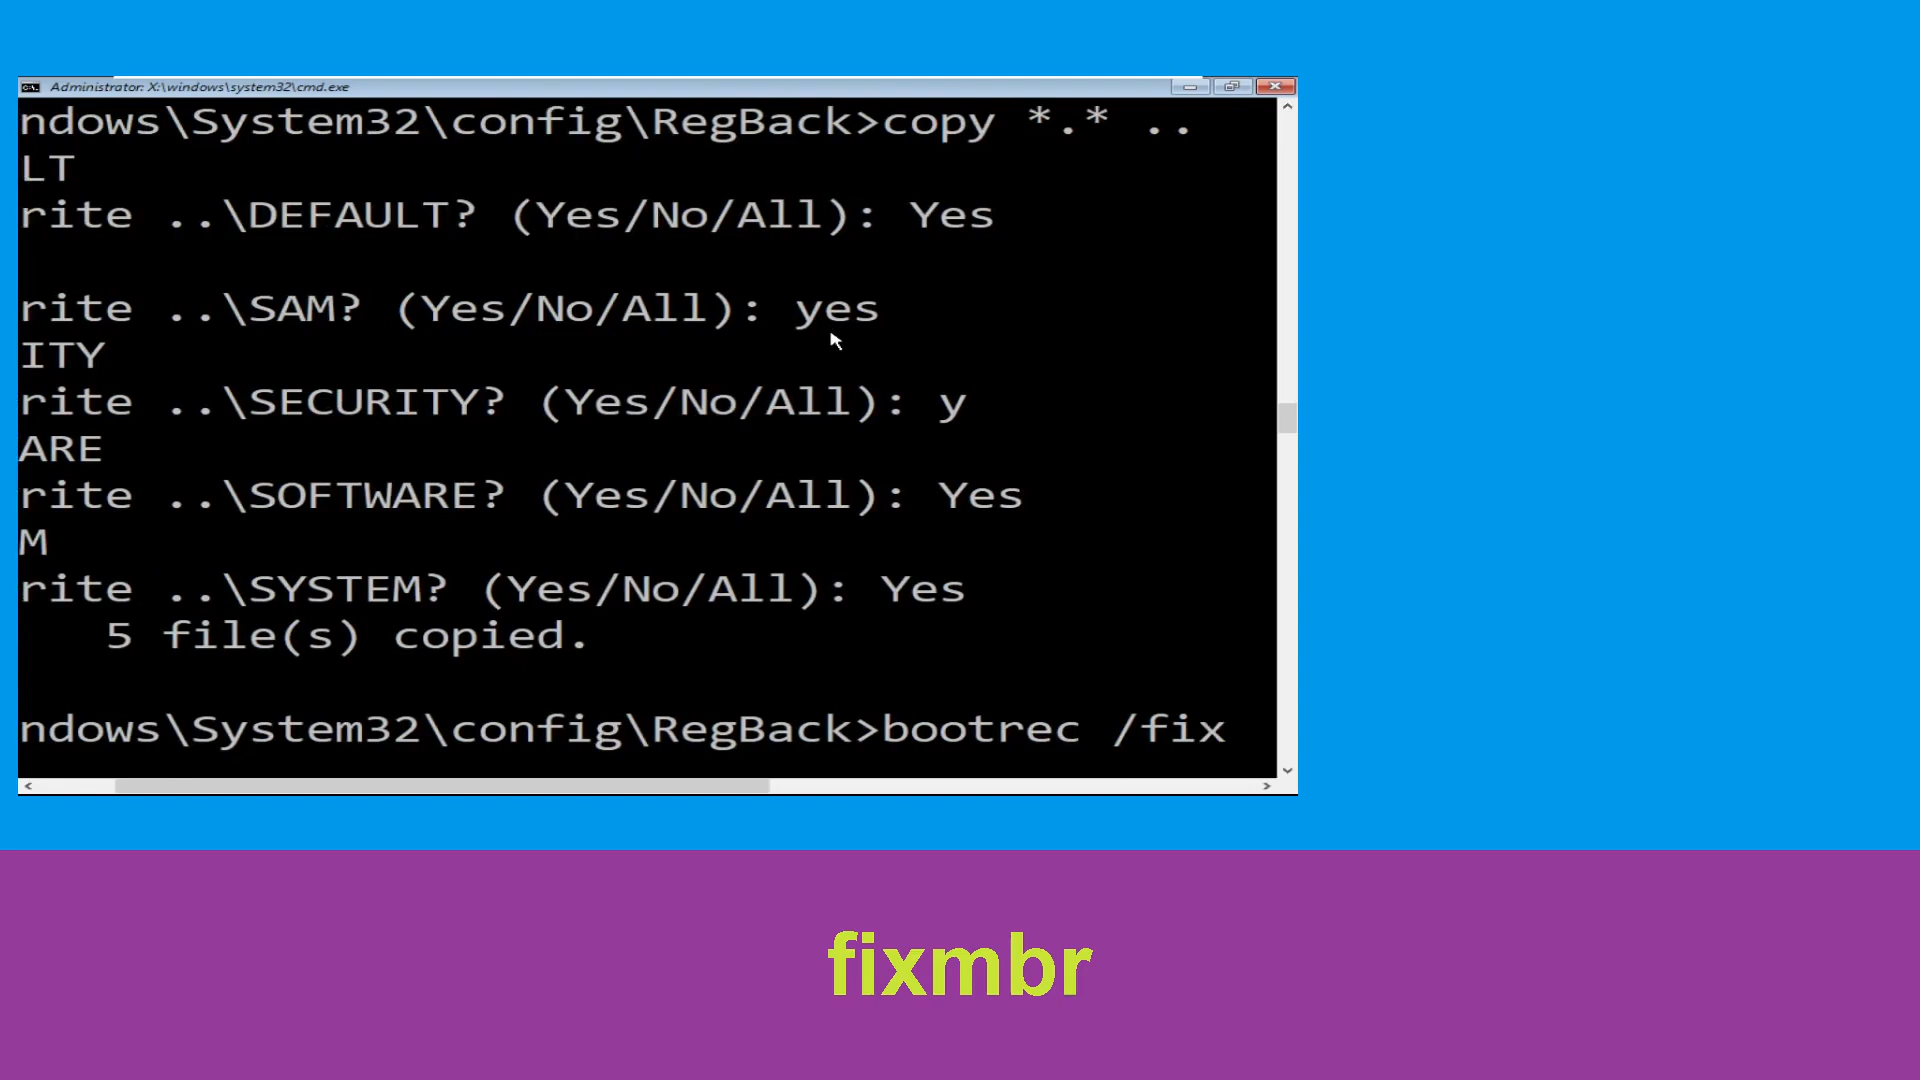 Administrator: X:\windows\system32\cmd.exe
ndows\System32\config\RegBack>copy *.* ..
LT
rite ..\DEFAULT? (Yes/No/All): Yes
rite ..\SAM? (Yes/No/All): yes
ITY
rite ..\SECURITY? (Yes/No/All): y
ARE
rite ..\SOFTWARE? (Yes/No/All): Yes
M
rite ..\SYSTEM? (Yes/No/All): Yes
5 file(s) copied.
ndows\System32\config\RegBack>bootrec /fix
fixmbr